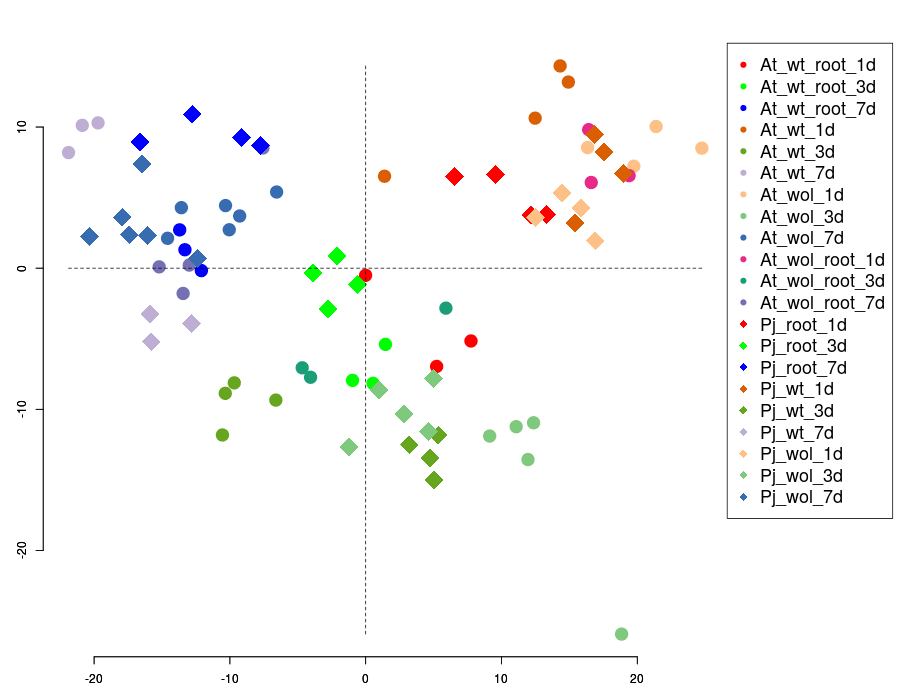 At_wt_root_1d
At_wt_root_3d
At_wt_root_7d
At_wt_1d
At_wt_3d
At_wt_7d
At_wol_1d
At_wol_3d
At_wol_7d
At_wol_root_1d
At_wol_root_3d
At_wol_root_7d
Pj_root_1d
Pj_root_3d
Pj_root_7d
Pj_wt_1d
Pj_wt_3d
Pj_wt_7d
Pj_wol_1d
Pj_wol_3d
Pj_wol_7d
10
0
-10
-20
-20 -10 0 10 20